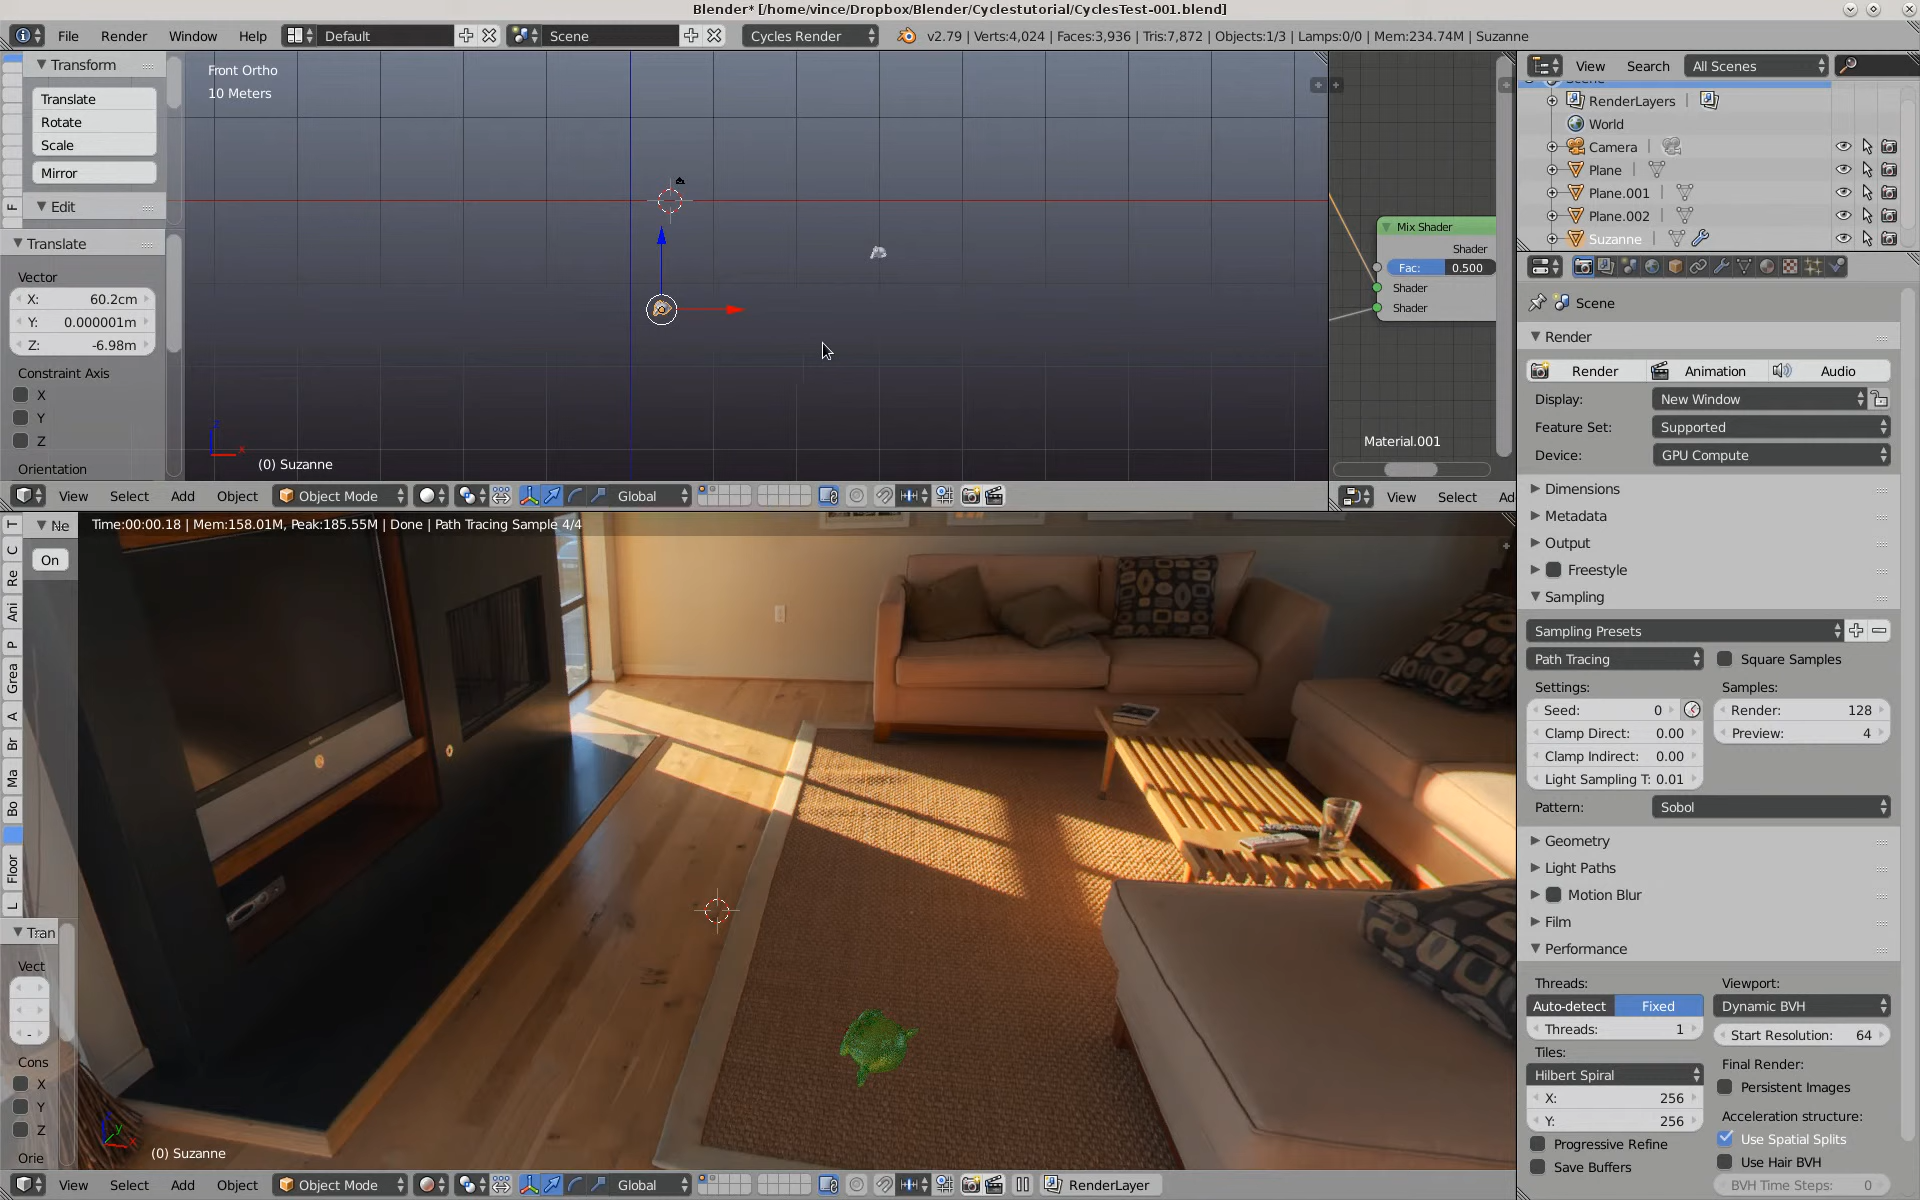 Blender* [/home/vince/Dropbox/Blender/Cyclestutorial/CyclesTest-001.blend]
File Render Window Help Default Scene Cycles Render v2.79 | Verts:4,024 | Faces:3,936 | Tris:7,872 | Objects:1/3 | Lamps:0/0 | Mem:234.74M | Suzanne
Transform
Translate
Rotate
Scale
Mirror
Edit
F
Translate
Vector
X: 60.2cm
Y: 0.000001m
Z: -6.98m
Constraint Axis
X
Y
Z
Orientation
Front Ortho
10 Meters
(0) Suzanne
View Select Add Object Object Mode Global
Mix Shader
Shader
Fac: 0.500
Shader
Shader
Material.001
View Select Ad
View Search All Scenes
RenderLayers
World
Camera
Plane
Plane.001
Plane.002
Suzanne
Scene
Render
Render Animation Audio
Display: New Window
Feature Set: Supported
Device: GPU Compute
Dimensions
Metadata
Output
Freestyle
Sampling
Sampling Presets
Path Tracing Square Samples
Settings: Samples:
Seed: 0 Render: 128
Clamp Direct: 0.00 Preview: 4
Clamp Indirect: 0.00
Light Sampling T: 0.01
Pattern: Sobol
Geometry
Light Paths
Motion Blur
Film
Performance
Threads: Viewport:
Auto-detect Fixed Dynamic BVH
Threads: 1 Start Resolution: 64
Tiles: Final Render:
Hilbert Spiral Persistent Images
X: 256 Acceleration structure:
Y: 256 Use Spatial Splits
Progressive Refine Use Hair BVH
Save Buffers BVH Time Steps: 0
Time:00:00.18 | Mem:158.01M, Peak:185.55M | Done | Path Tracing Sample 4/4
T
C
Re
Ani
P
Grea
A
Br
Ma
Bo
Floor
L
Ne
On
Tran
Vect
-
Cons
X
Y
Z
Orie
(0) Suzanne
View Select Add Object Object Mode Global RenderLayer